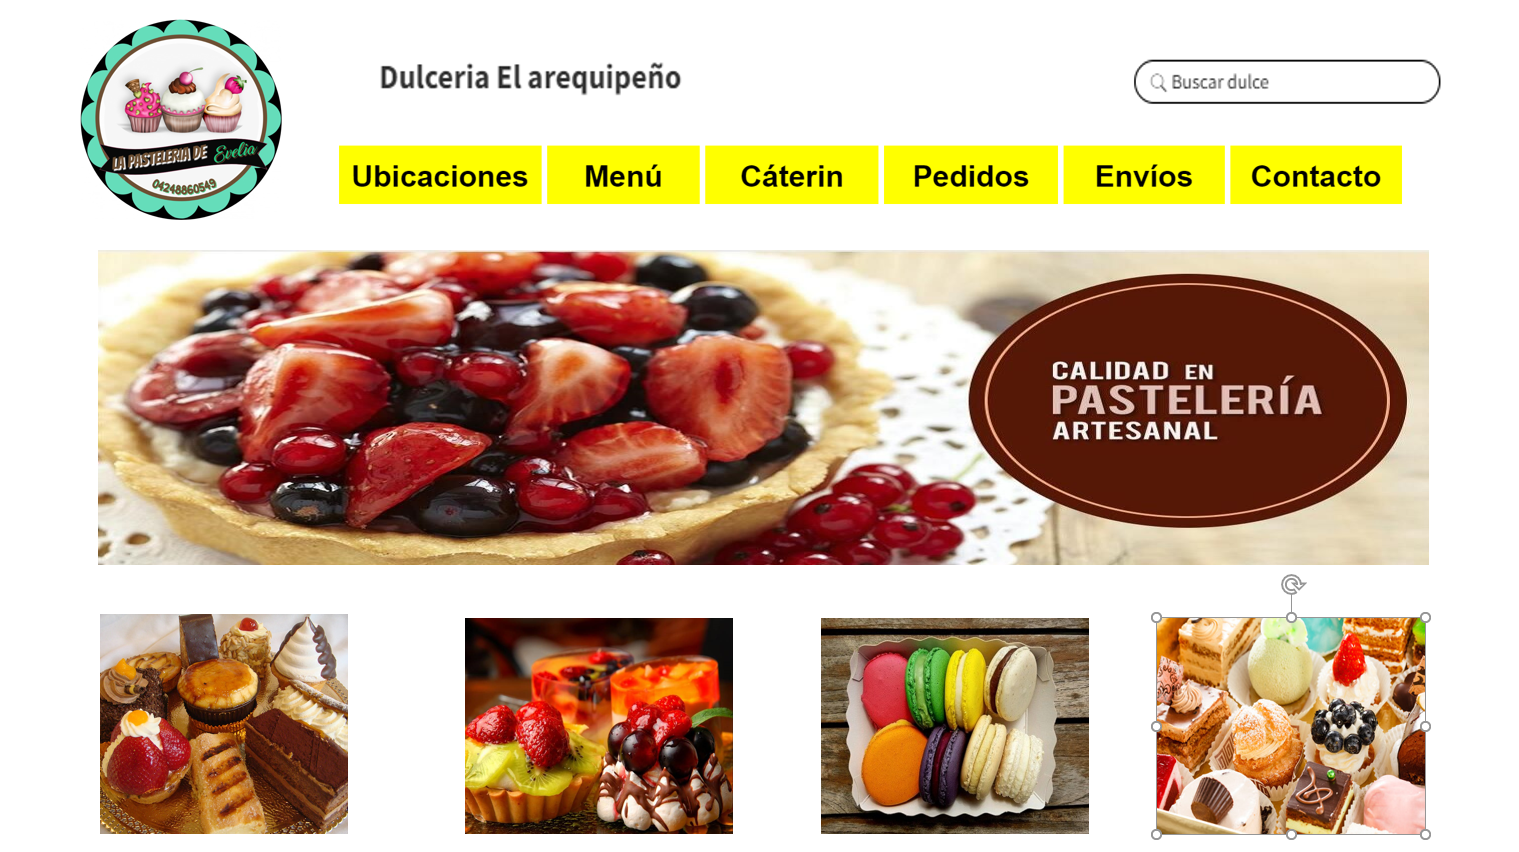 Dulceria El arequipeño
Buscar dulce
LA PASTELERIA DE Evelia
04248860549
Ubicaciones Menú Cáterin Pedidos Envíos Contacto
CALIDAD EN
PASTELERÍA
ARTESANAL